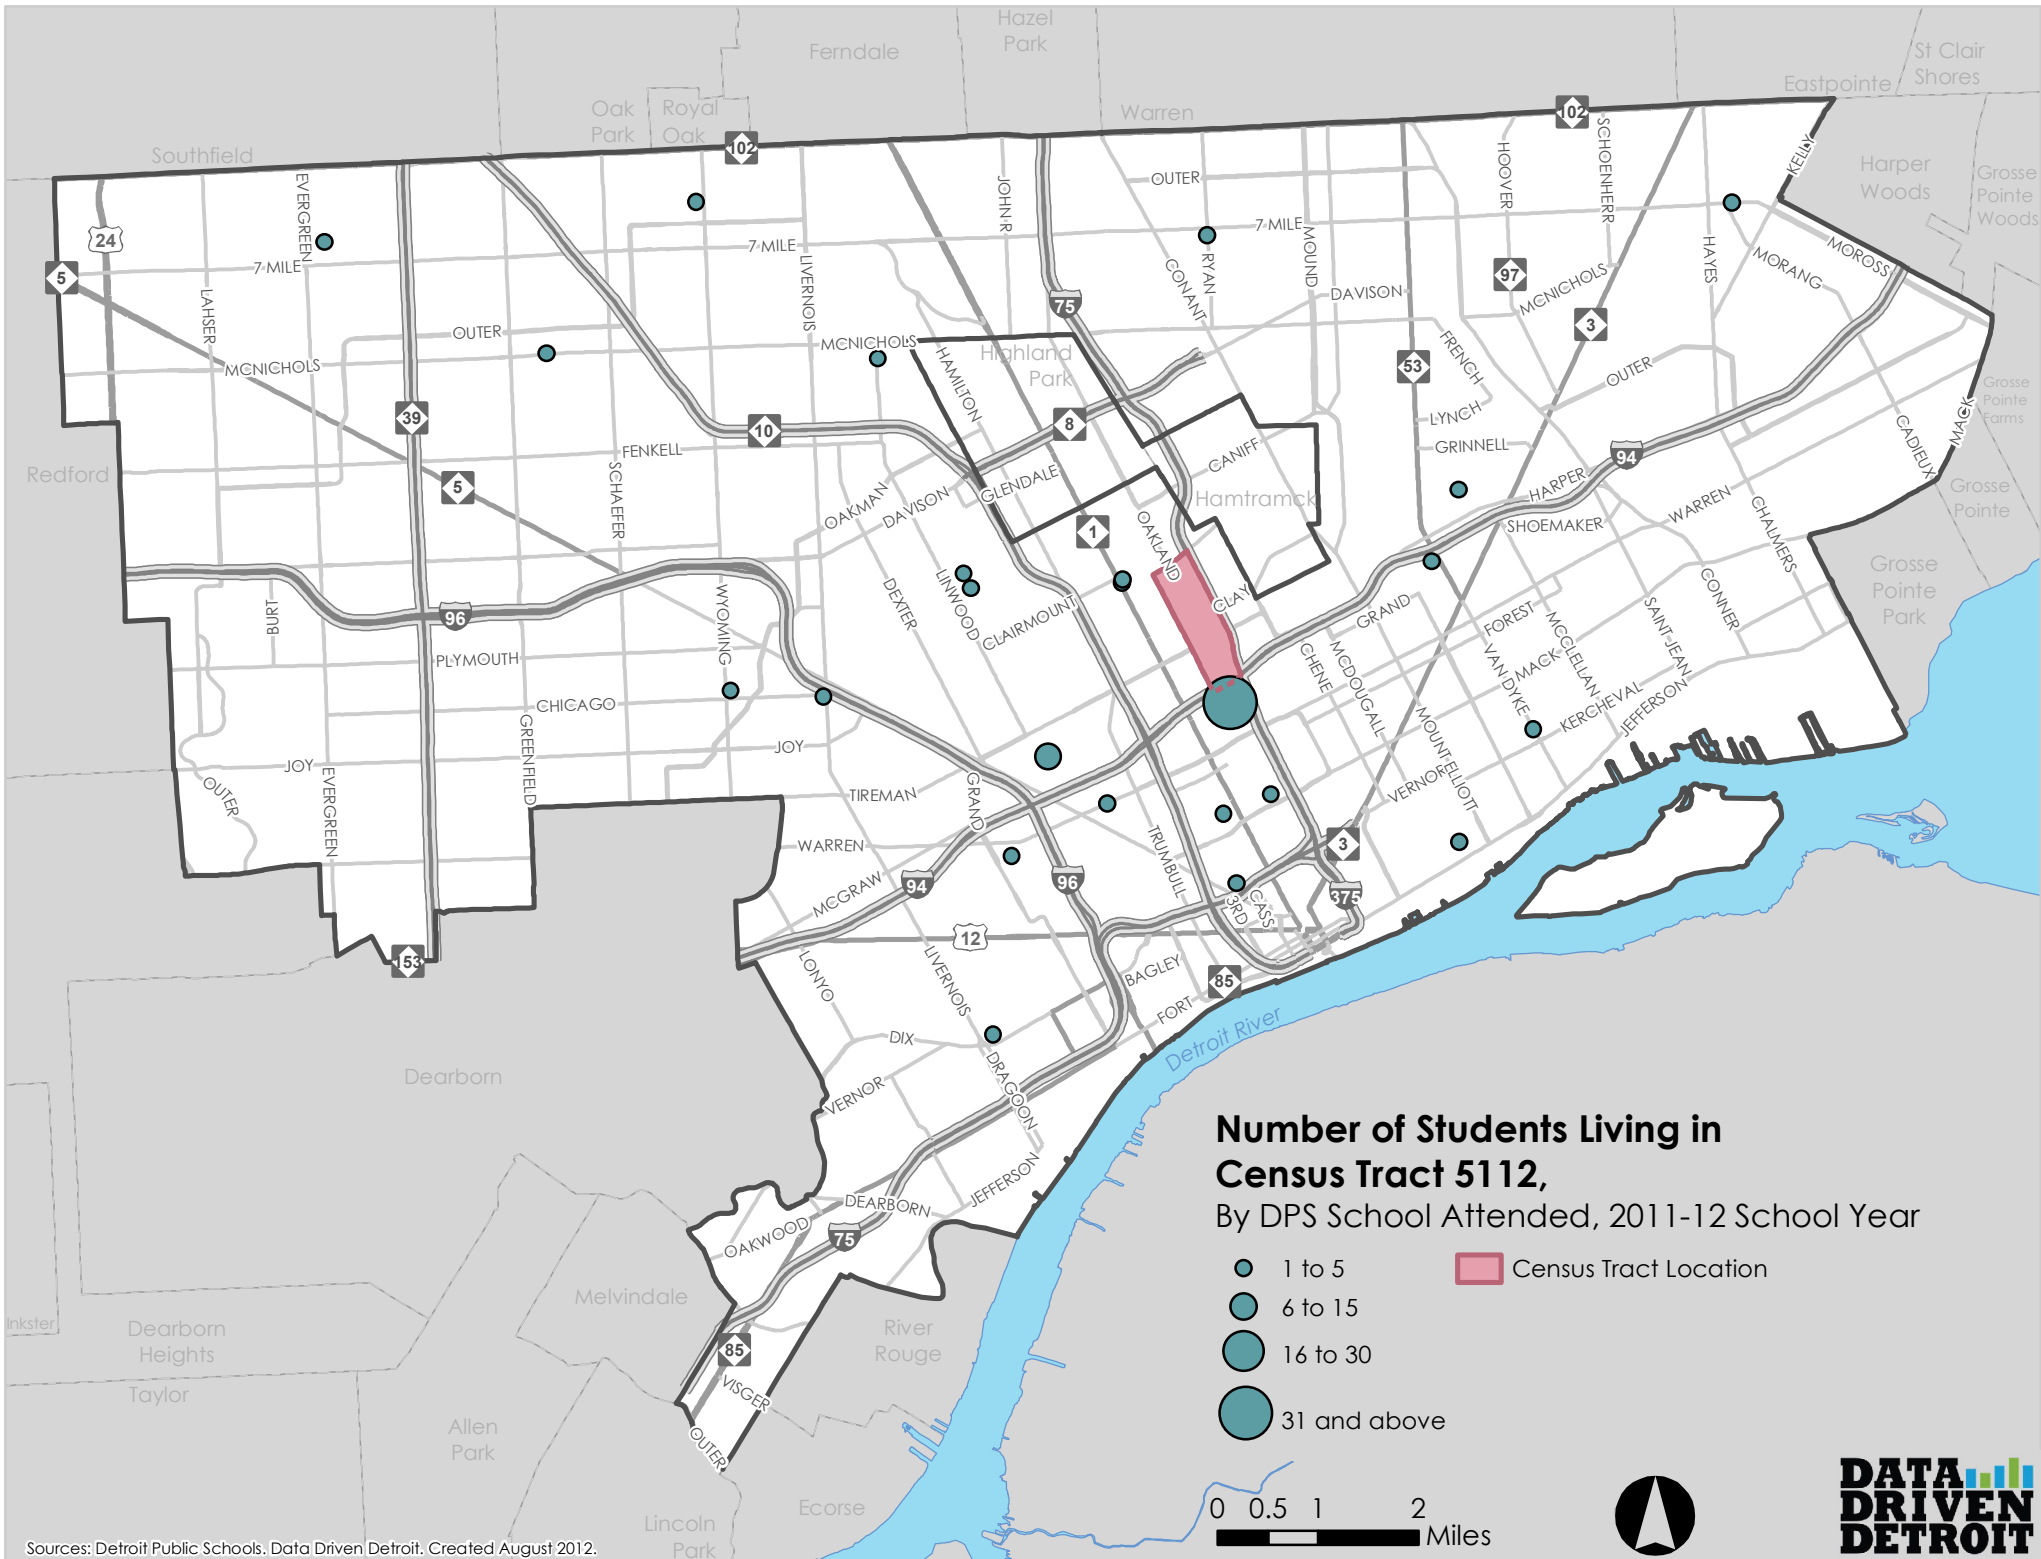 Hazel
Park
Ferndale
St Clair
Shores
Eastpointe
Oak
Park
Royal
Oak
Warren
102
102
Southfield
Harper
Woods
Grosse
Pointe
Woods
KELLY
SCHOENHERR
HOOVER
EVERGREEN
JOHN R
OUTER
24
7 MILE
7 MILE
7 MILE
RYAN
MOUND
HAYES
MOROSS
MORANG
5
LAHSER
LIVERNOIS
CONANT
97
MCNICHOLS
DAVISON
75
3
OUTER
MCNICHOLS
MCNICHOLS
Highland
Park
HAMILTON
FRENCH
53
OUTER
Grosse
Pointe
Farms
39
10
8
LYNCH
GRINNELL
CADIEUX
MACK
FENKELL
SCHAEFER
CANIFF
94
Redford
5
OAKMAN
DAVISON
GLENDALE
Hamtramck
HARPER
SHOEMAKER
WARREN
CHALMERS
Grosse
Pointe
1
OAKLAND
Grosse
Pointe
Park
BURT
96
WYOMING
DEXTER
LINWOOD
CLAIRMOUNT
CLAY
GRAND
FOREST
MCCLELLAN
SAINT JEAN
CONNER
PLYMOUTH
CHENE
MCDOUGALL
VAN DYKE
MACK
CHICAGO
GREENFIELD
MOUNT ELLIOTT
KERCHEVAL
JEFFERSON
JOY
JOY
OUTER
EVERGREEN
TIREMAN
GRAND
VERNOR
WARREN
TRUMBULL
3
MCGRAW
94
96
375
3RD
CASS
12
153
LONYO
LIVERNOIS
BAGLEY
85
FORT
DIX
Detroit River
DRAGOON
VERNOR
Dearborn
JEFFERSON
DEARBORN
OAKWOOD
75
Melvindale
Inkster
Dearborn
Heights
River
Rouge
85
VISGER
Taylor
Allen
Park
OUTER
Ecorse
Lincoln
Park
Number of Students Living in
Census Tract 5112,
By DPS School Attended, 2011-12 School Year
1 to 5
Census Tract Location
6 to 15
16 to 30
31 and above
0 0.5 1 2
Miles
DATA
DRIVEN
DETROIT
Sources: Detroit Public Schools. Data Driven Detroit. Created August 2012.